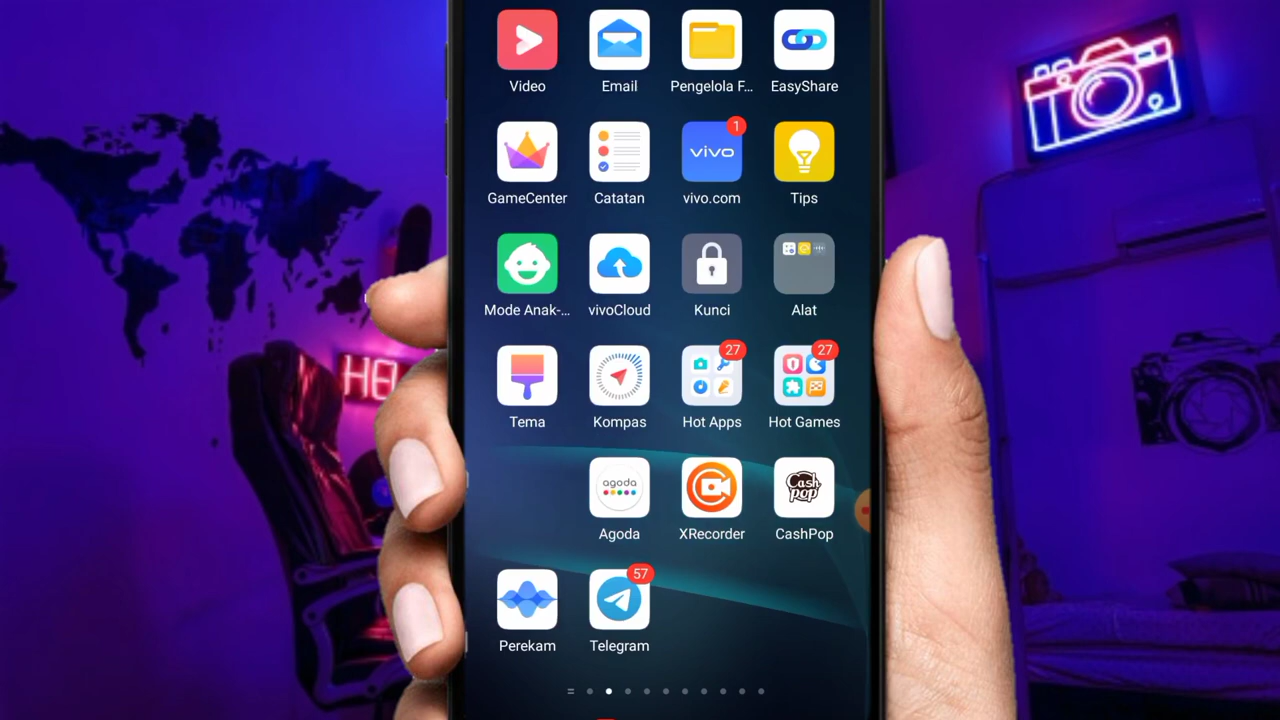 Video Email Pengelola F... EasyShare
1
vivo
GameCenter Catatan vivo.com Tips
Mode Anak-... vivoCloud Kunci Alat
27 27
Tema Kompas Hot Apps Hot Games
HO
agoda Cash pop
Agoda XRecorder CashPop
57
Perekam Telegram